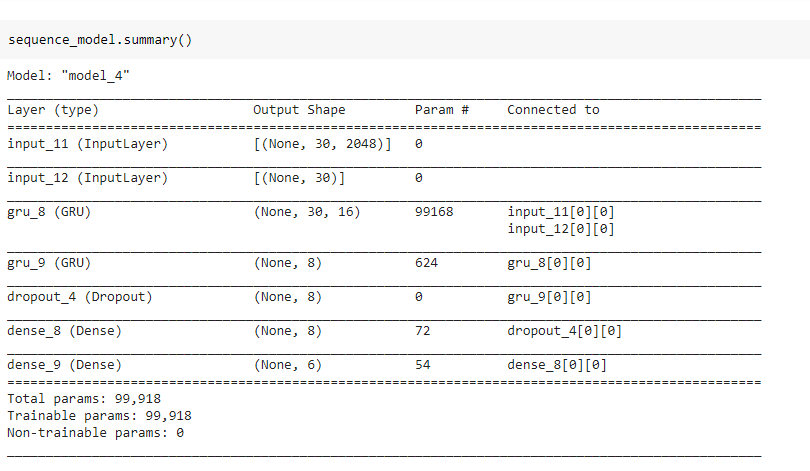 sequence_model.summary()
Model: "model_4"
Layer (type) Output Shape Param # Connected to
input_11 (InputLayer) [(None, 30, 2048)] 0
input_12 (InputLayer) [(None, 30)] 0
gru_8 (GRU) (None, 30, 16) 99168 input_11[0][0]
input_12[0][0]
gru_9 (GRU) (None, 8) 624 gru_8[0][0]
dropout_4 (Dropout) (None, 8) 0 gru_9[0][0]
dense_8 (Dense) (None, 8) 72 dropout_4[0][0]
dense_9 (Dense) (None, 6) 54 dense_8[0][0]
Total params: 99,918
Trainable params: 99,918
Non-trainable params: 0